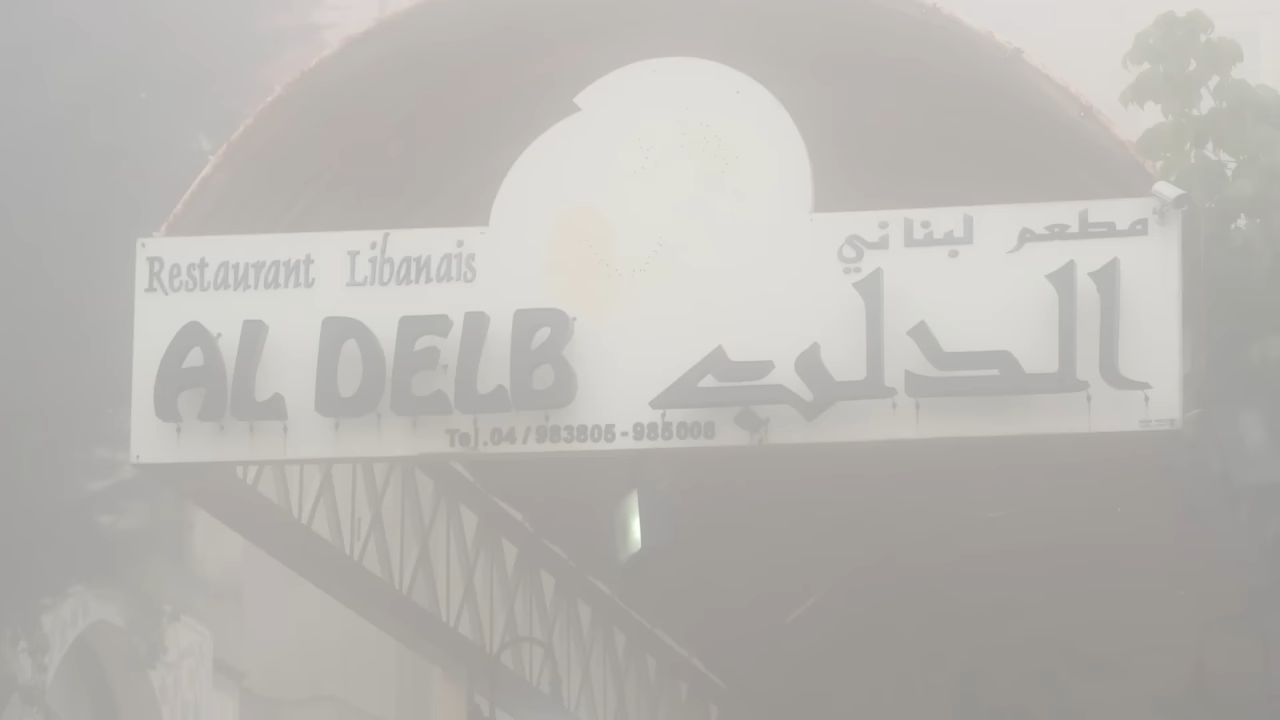 Restaurant Libanais
مطعم لبناني
AL DELB
الدلب
Tel.04/983805-985006